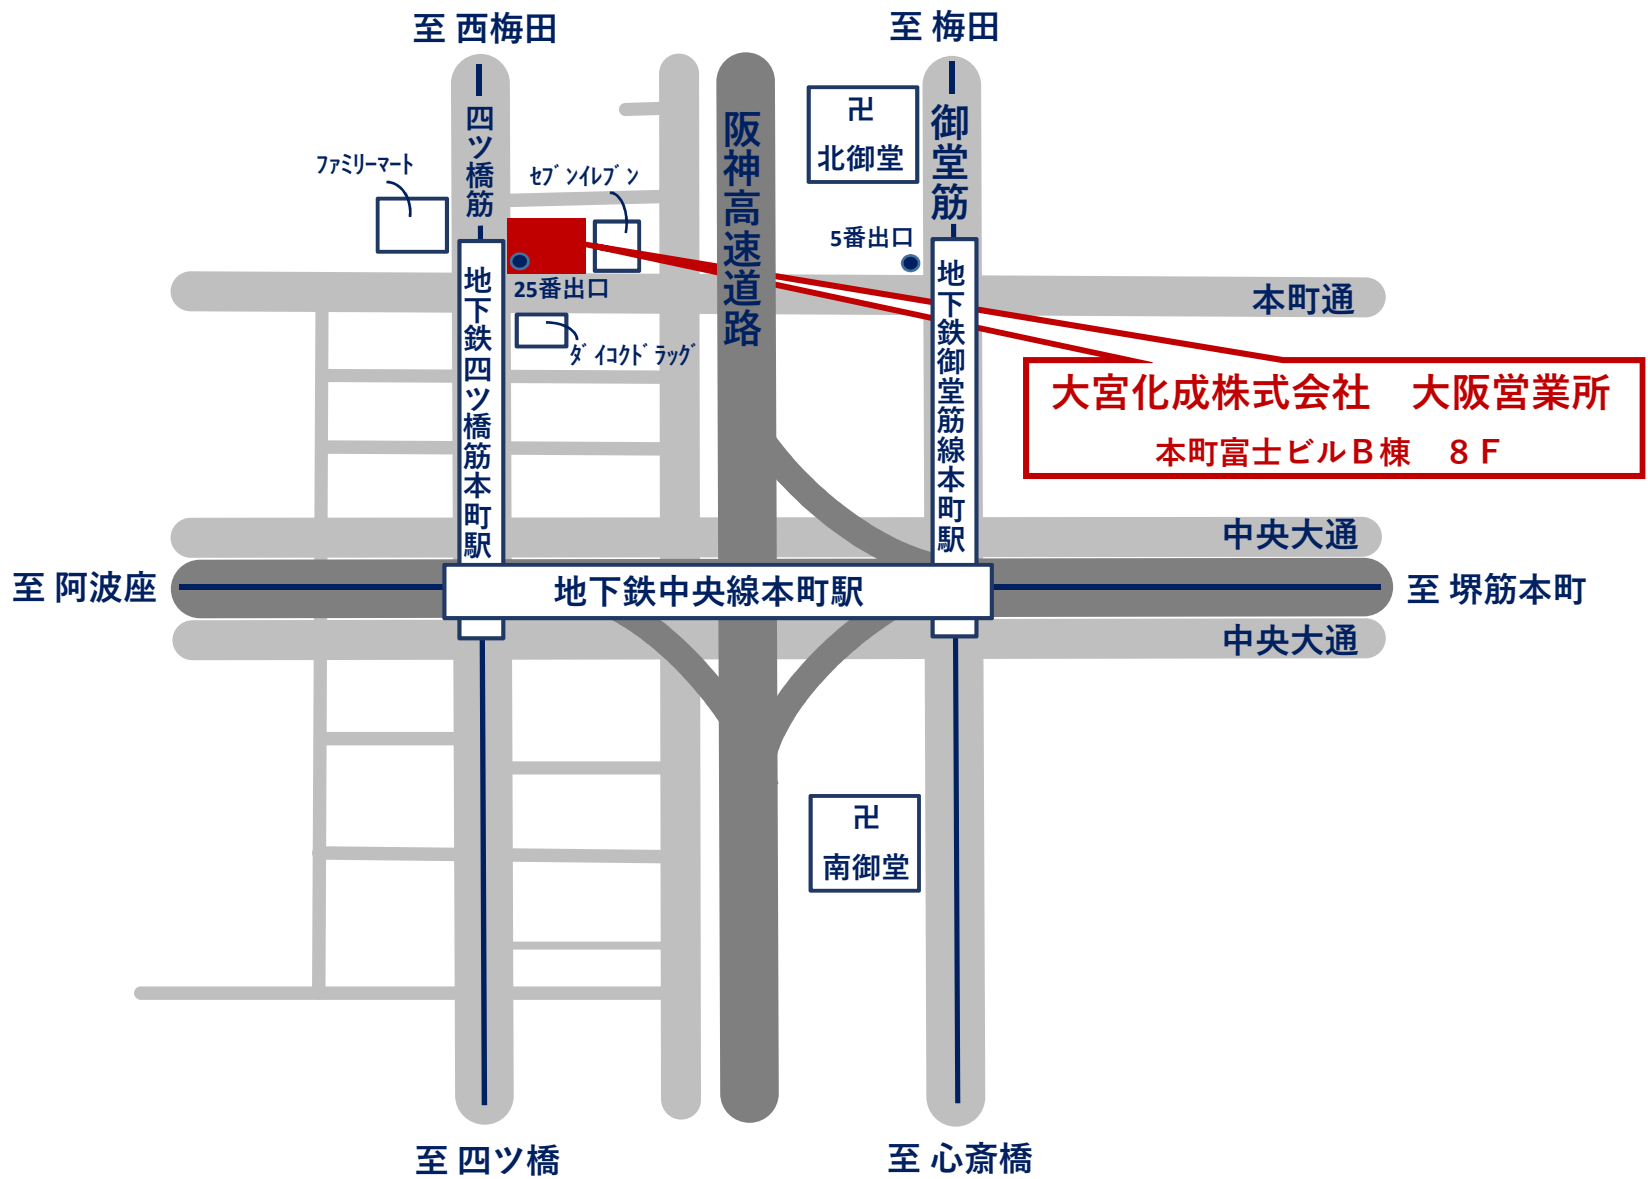 至 西梅田
至 梅田
四ツ橋筋
阪神高速道路
御堂筋
卍
北御堂
ﾌｧﾐﾘｰﾏｰﾄ
ｾﾌﾞﾝｲﾚﾌﾞﾝ
5番出口
25番出口
本町通
ﾀﾞｲｺｸﾄﾞﾗｯｸﾞ
地下鉄四ツ橋筋本町駅
地下鉄御堂筋線本町駅
大宮化成株式会社　大阪営業所
本町富士ビルＢ棟　８Ｆ
中央大通
至 阿波座
地下鉄中央線本町駅
至 堺筋本町
中央大通
卍
南御堂
至 四ツ橋
至 心斎橋